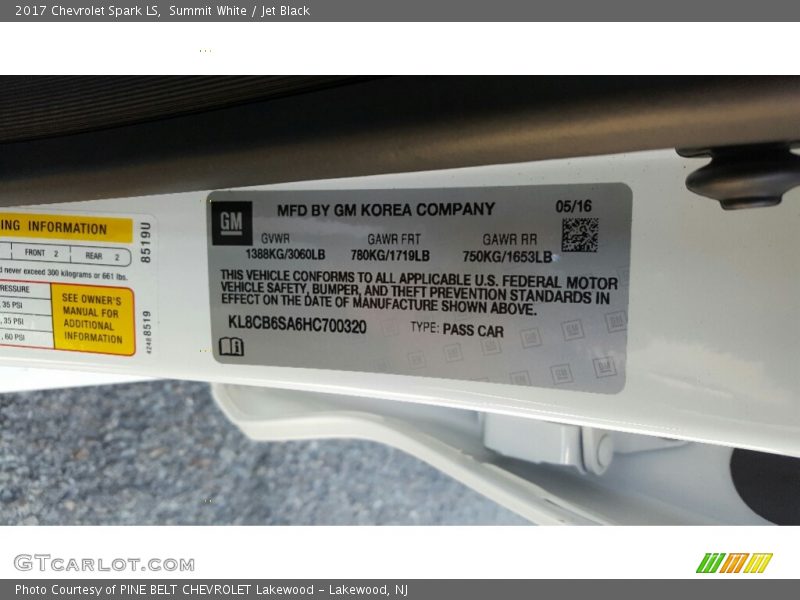 2017 Chevrolet Spark LS, Summit White / Jet Black
GM
MFD BY GM KOREA COMPANY
05/16
GVWR GAWR FRT GAWR RR
1388KG/3060LB 780KG/1719LB 750KG/1653LB
THIS VEHICLE CONFORMS TO ALL APPLICABLE U.S. FEDERAL MOTOR
VEHICLE SAFETY, BUMPER, AND THEFT PREVENTION STANDARDS IN
EFFECT ON THE DATE OF MANUFACTURE SHOWN ABOVE.
KL8CB6SA6HC700320 TYPE: PASS CAR
ING INFORMATION
FRONT 2 REAR 2
d never exceed 300 kilograms or 661 lbs.
RESSURE
, 35 PSI
, 35 PSI
, 60 PSI
SEE OWNER'S
MANUAL FOR
ADDITIONAL
INFORMATION
8519U
42488519
GTCARLOT.COM
Photo Courtesy of PINE BELT CHEVROLET Lakewood - Lakewood, NJ